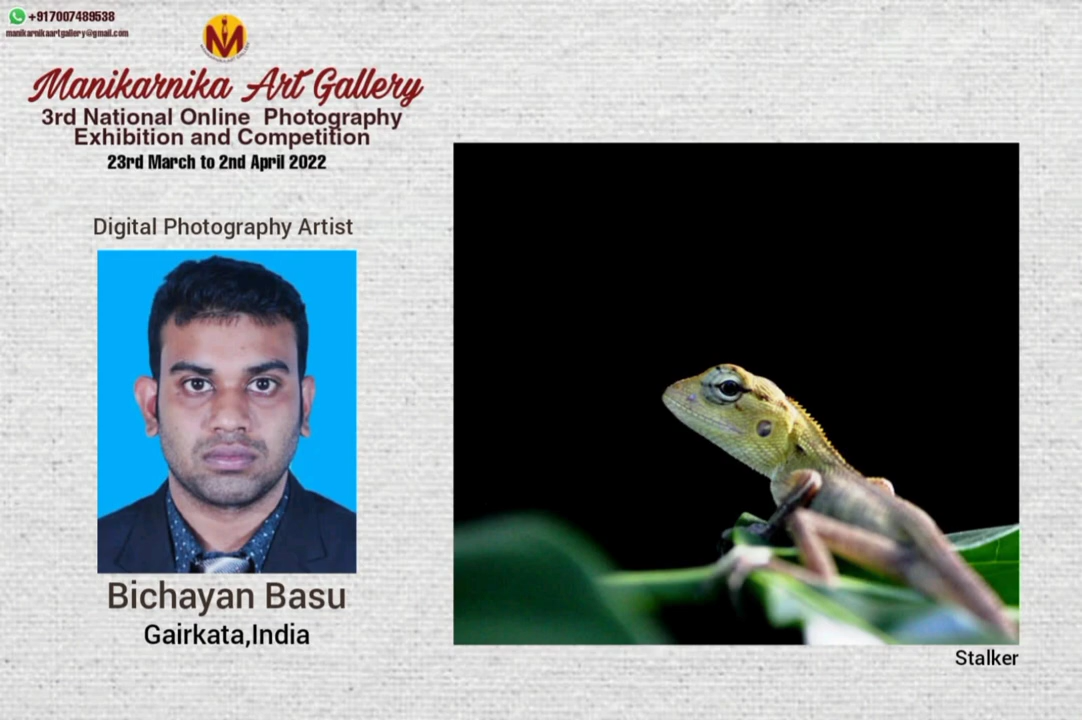 +917007489538
manikarnikaartgallery@gmail.com
M
Manikarnika Art Gallery
3rd National Online Photography
Exhibition and Competition
23rd March to 2nd April 2022
Digital Photography Artist
Bichayan Basu
Gairkata,India
Stalker